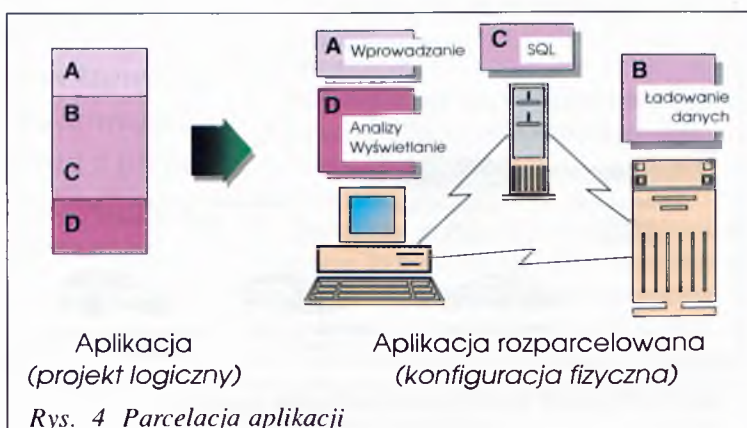 A
B
C
D
A Wprowadzanie
D
Analizy
Wyświetlanie
C SQL
B
Ładowanie
danych
Aplikacja
(projekt logiczny)
Aplikacja rozparcelowana
(konfiguracja fizyczna)
Rys. 4 Parcelacja aplikacji